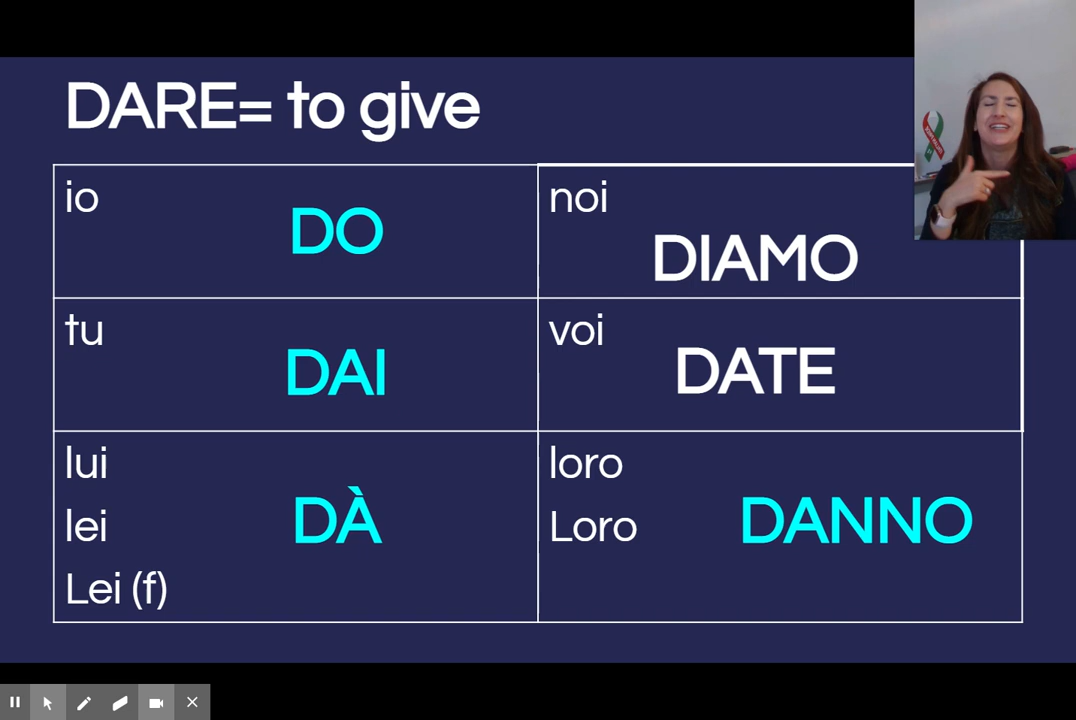 DARE= to give
io
DO
noi
DIAMO
tu
DAI
voi
DATE
lui
lei
Lei (f)
DÀ
loro
Loro
DANNO